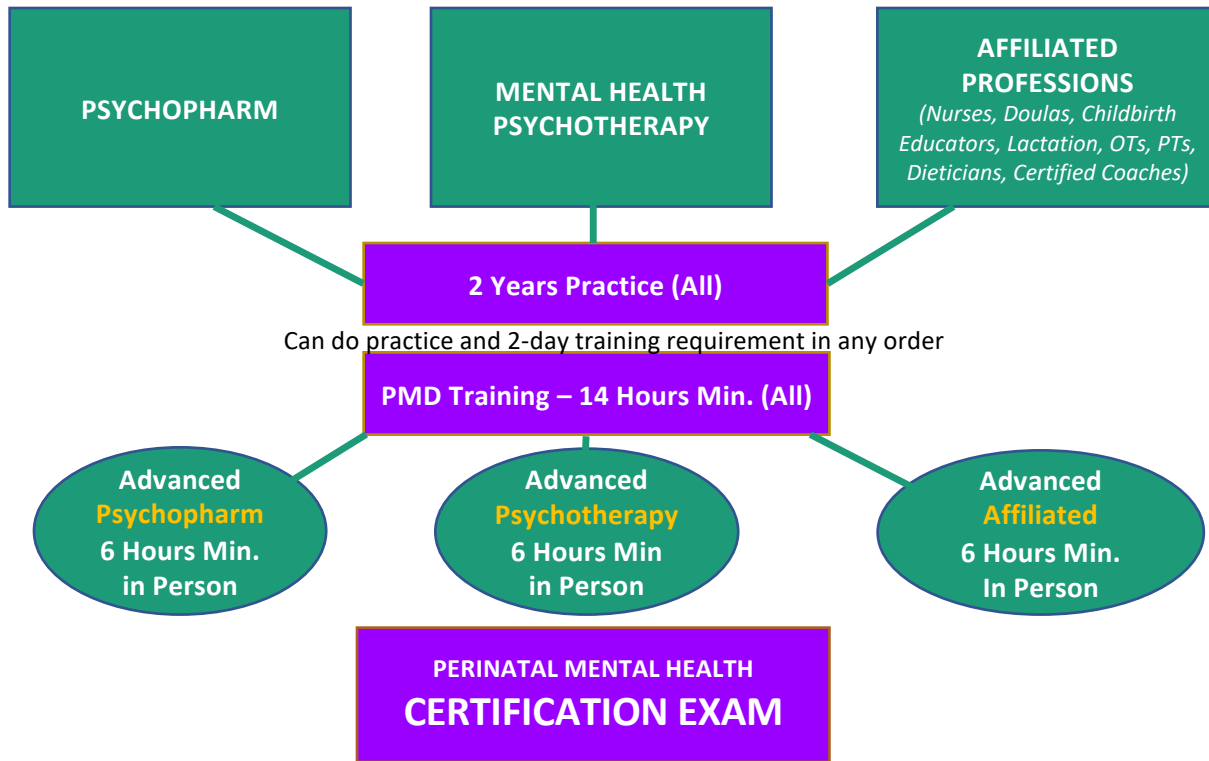 PSYCHOPHARM
MENTAL HEALTH
PSYCHOTHERAPY
AFFILIATED
PROFESSIONS
(Nurses, Doulas, Childbirth
Educators, Lactation, OTs, PTs,
Dieticians, Certified Coaches)
2 Years Practice (All)
Can do practice and 2-day training requirement in any order
PMD Training – 14 Hours Min. (All)
Advanced
Psychopharm
6 Hours Min.
in Person
Advanced
Psychotherapy
6 Hours Min
in Person
Advanced
Affiliated
6 Hours Min.
In Person
PERINATAL MENTAL HEALTH
CERTIFICATION EXAM